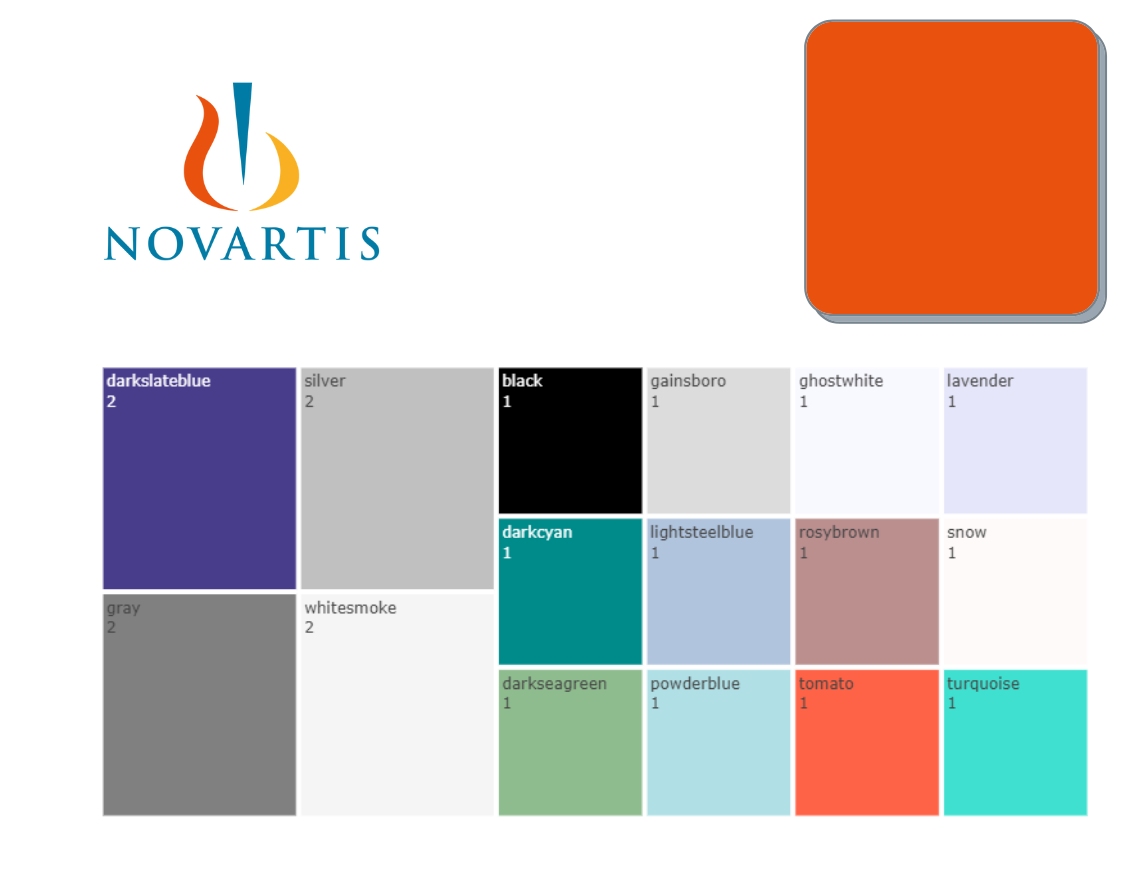 NOVARTIS
darkslateblue
2
silver
2
black
1
gainsboro
1
ghostwhite
1
lavender
1
darkcyan
1
lightsteelblue
1
rosybrown
1
snow
1
gray
2
whitesmoke
2
darkseagreen
1
powderblue
1
tomato
1
turquoise
1